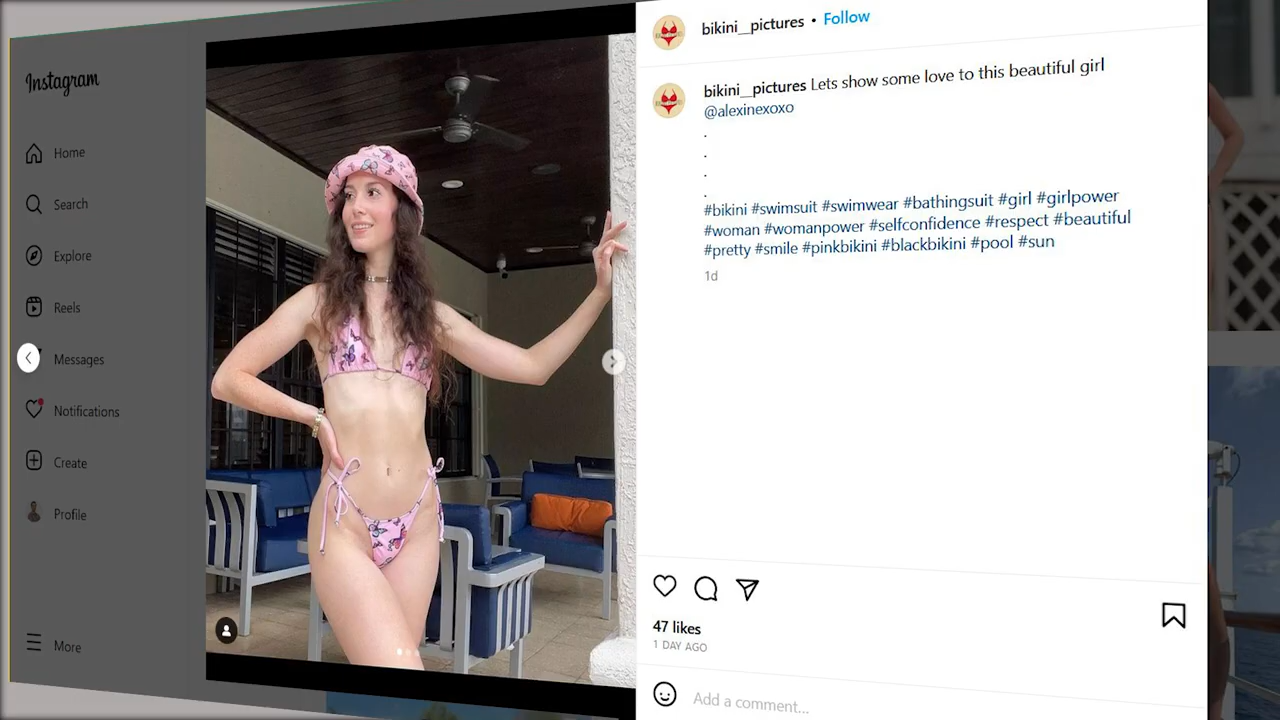 Instagram
Home
Search
Explore
Reels
Messages
Notifications
Create
Profile
More
bikini__pictures • Follow
bikini__pictures Lets show some love to this beautiful girl
@alexinexoxo
.
.
.
.
#bikini #swimsuit #swimwear #bathingsuit #girl #girlpower
#woman #womanpower #selfconfidence #respect #beautiful
#pretty #smile #pinkbikini #blackbikini #pool #sun
1d
47 likes
1 DAY AGO
Add a comment...